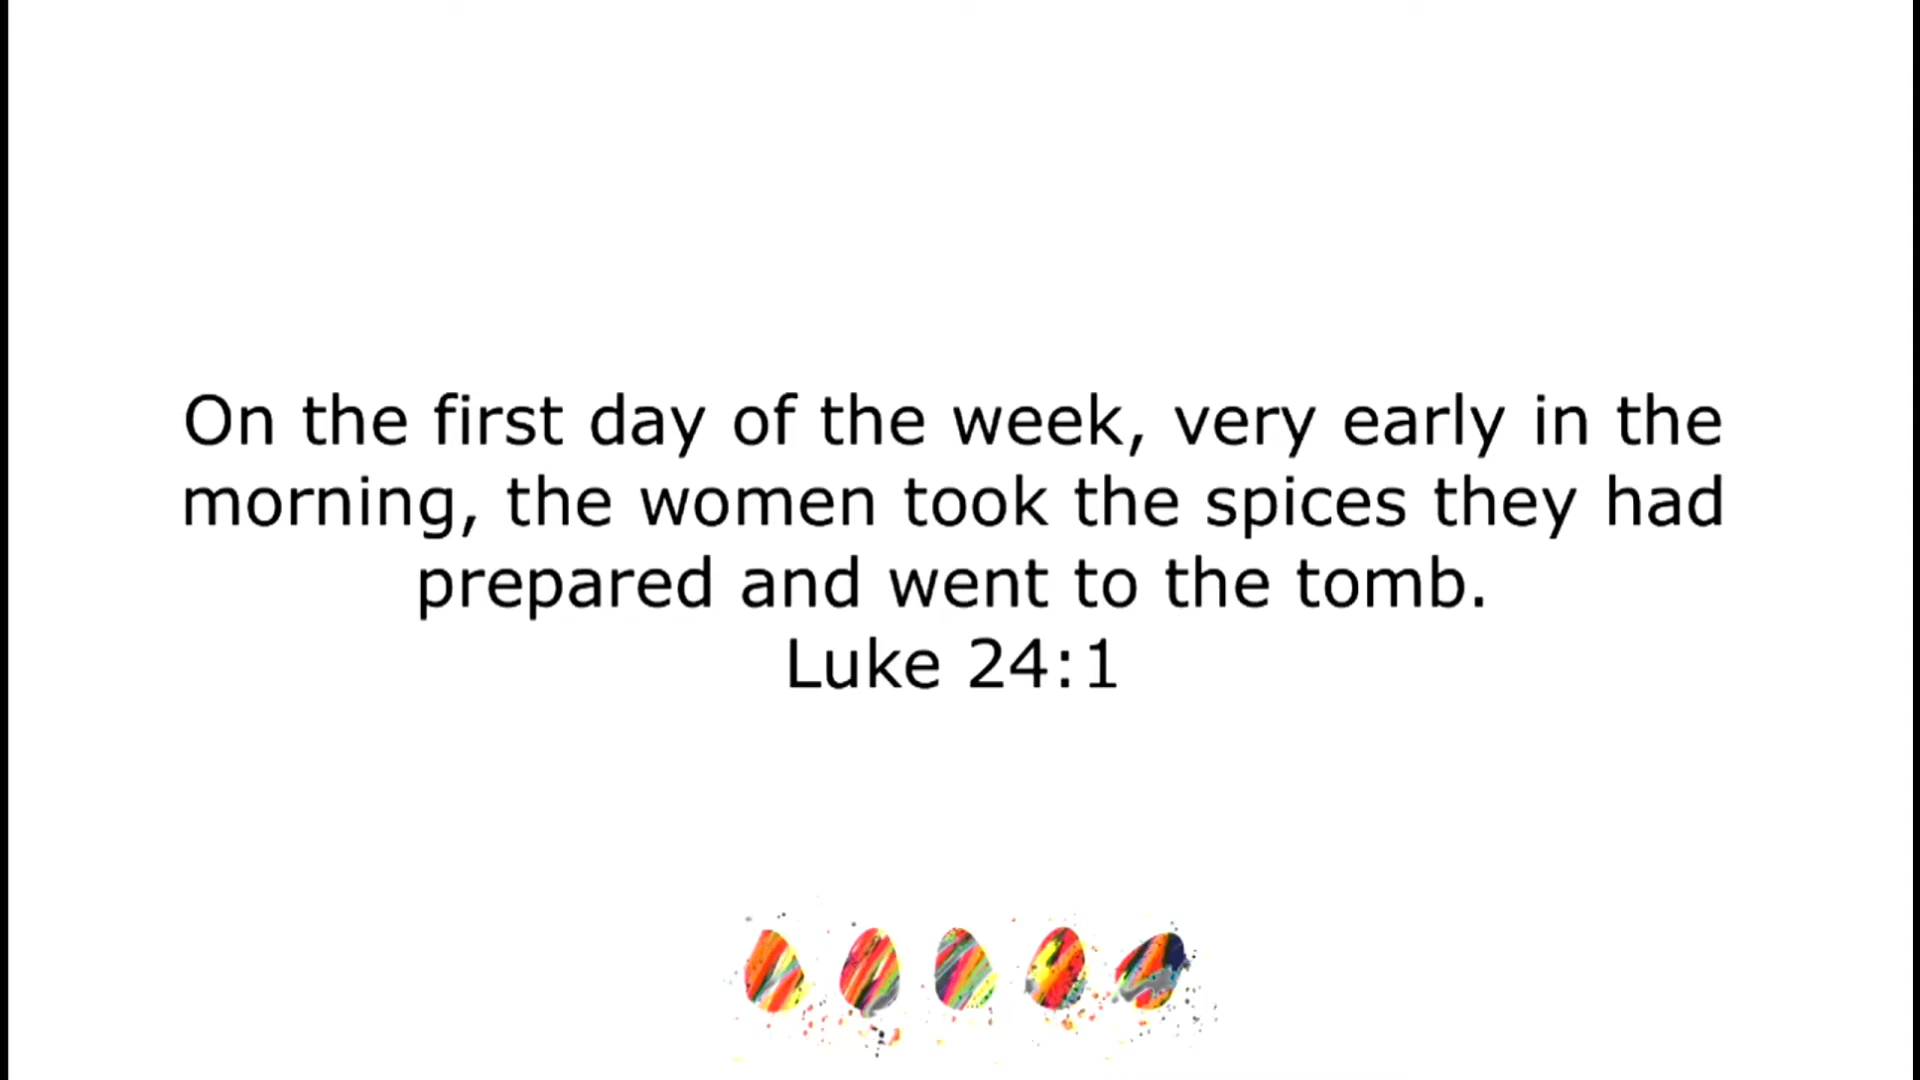 On the first day of the week, very early in the
morning, the women took the spices they had
prepared and went to the tomb.
Luke 24:1